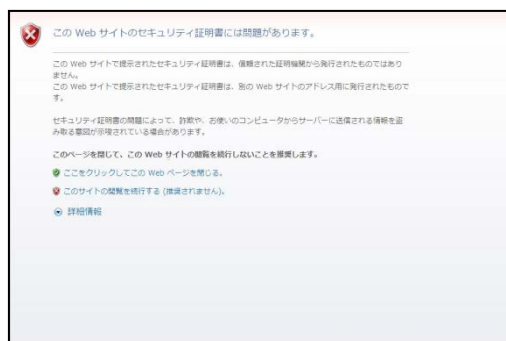 この Web サイトのセキュリティ証明書には問題があります。
この Web サイトで提示されたセキュリティ証明書は、信頼された証明機関から発行されたものではあり
ません。
この Web サイトで提示されたセキュリティ証明書は、別の Web サイトのアドレス用に発行されたもので
す。
セキュリティ証明書の問題によって、詐欺や、お使いのコンピュータからサーバーに送信される情報を盗
み取る意図が示唆されている場合があります。
このページを閉じて、この Web サイトの閲覧を続行しないことを推奨します。
ここをクリックしてこの Web ページを閉じる。
このサイトの閲覧を続行する (推奨されません)。
詳細情報